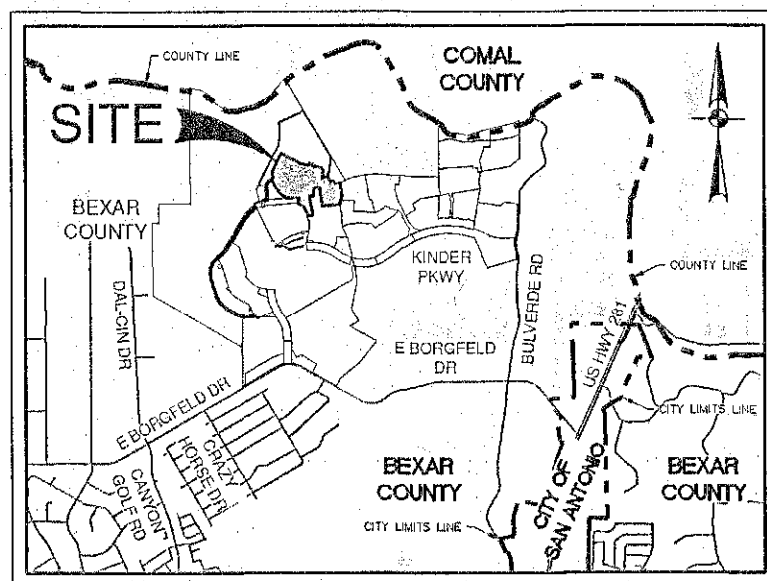 COUNTY LINE
COMAL
COUNTY
SITE
BEXAR
COUNTY
DAL-CIN DR
KINDER
PKWY
BULVERDE RD
COUNTY LINE
US HWY 281
E BORGFELD
DR
E BORGFELD DR
CRAZY
HORSE DR
CANYON
GOLF RD
CITY LIMITS LINE
BEXAR
COUNTY
CITY OF
SAN ANTONIO
BEXAR
COUNTY
CITY LIMITS LINE